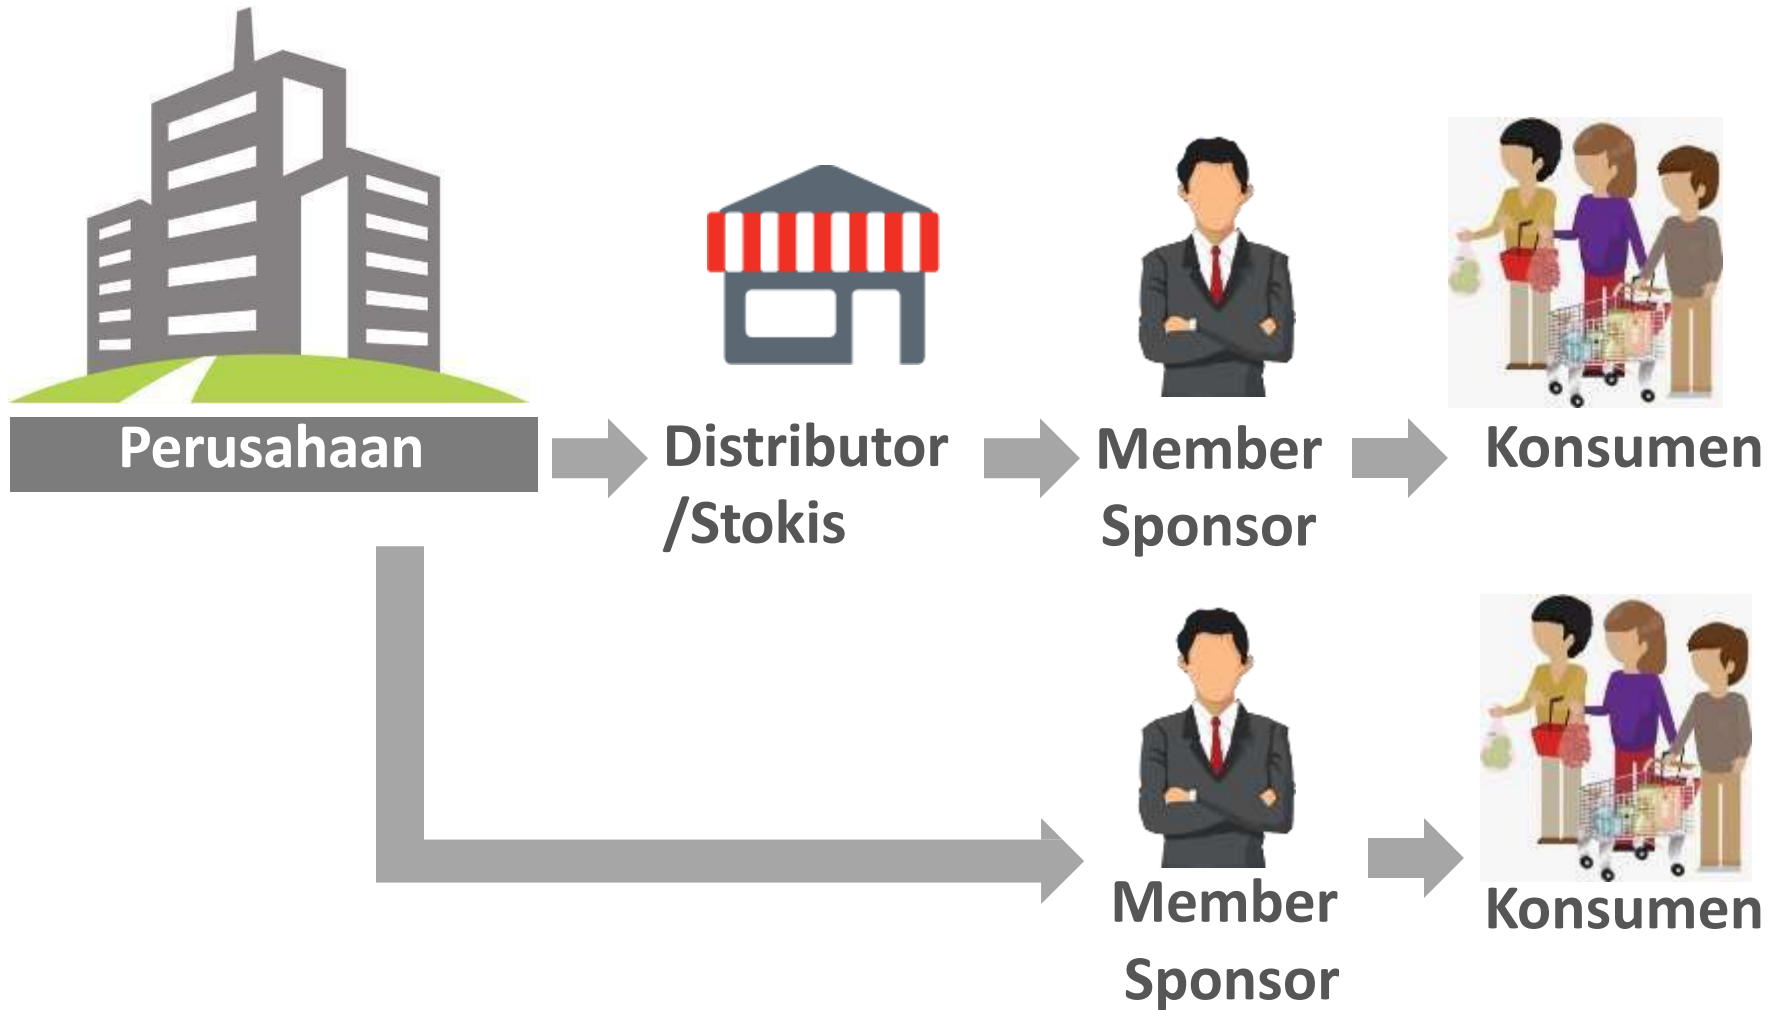 Perusahaan
Distributor
/Stokis
Member
Sponsor
Konsumen
Member
Sponsor
Konsumen